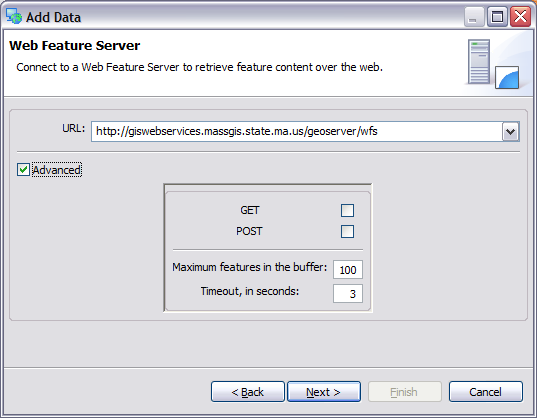 Add Data
Web Feature Server
Connect to a Web Feature Server to retrieve feature content over the web.
URL: http://giswebservices.massgis.state.ma.us/geoserver/wfs
Advanced
GET
POST
Maximum features in the buffer: 100
Timeout, in seconds: 3
< Back Next > Finish Cancel